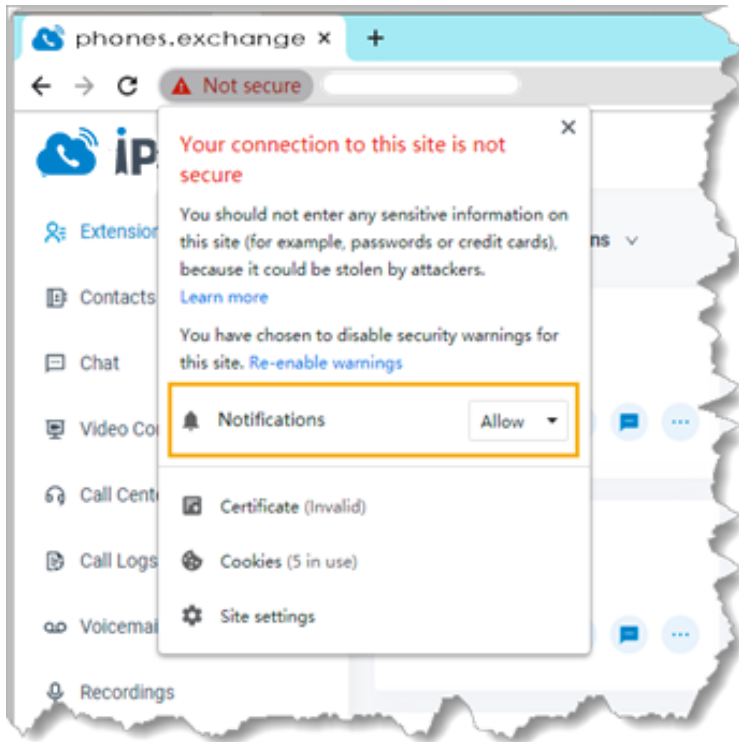 phones.exchange
Not secure
iP
Your connection to this site is not
secure
You should not enter any sensitive information on
this site (for example, passwords or credit cards),
because it could be stolen by attackers.
Learn more
You have chosen to disable security warnings for
this site. Re-enable warnings
Notifications
Allow
Certificate (Invalid)
Cookies (5 in use)
Site settings
Extension
Contacts
Chat
Video Co
Call Cent
Call Logs
Voicemai
Recordings
ns